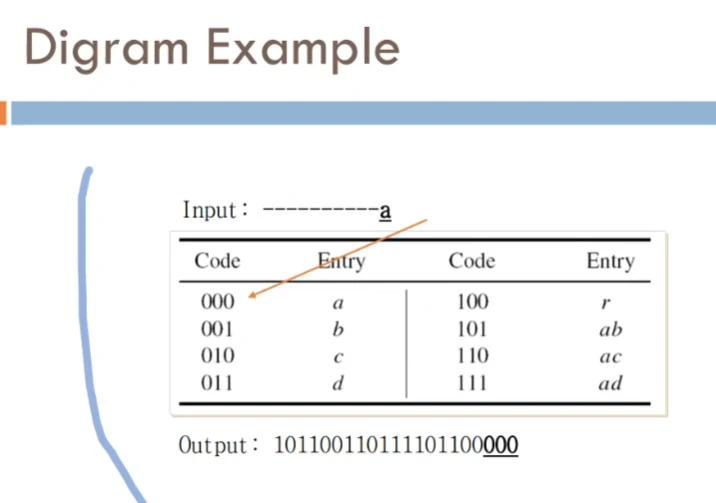 Digram Example
Input: ----------a
Code Entry Code Entry
000 a 100 r
001 b 101 ab
010 c 110 ac
011 d 111 ad
Output: 101100110111101100000